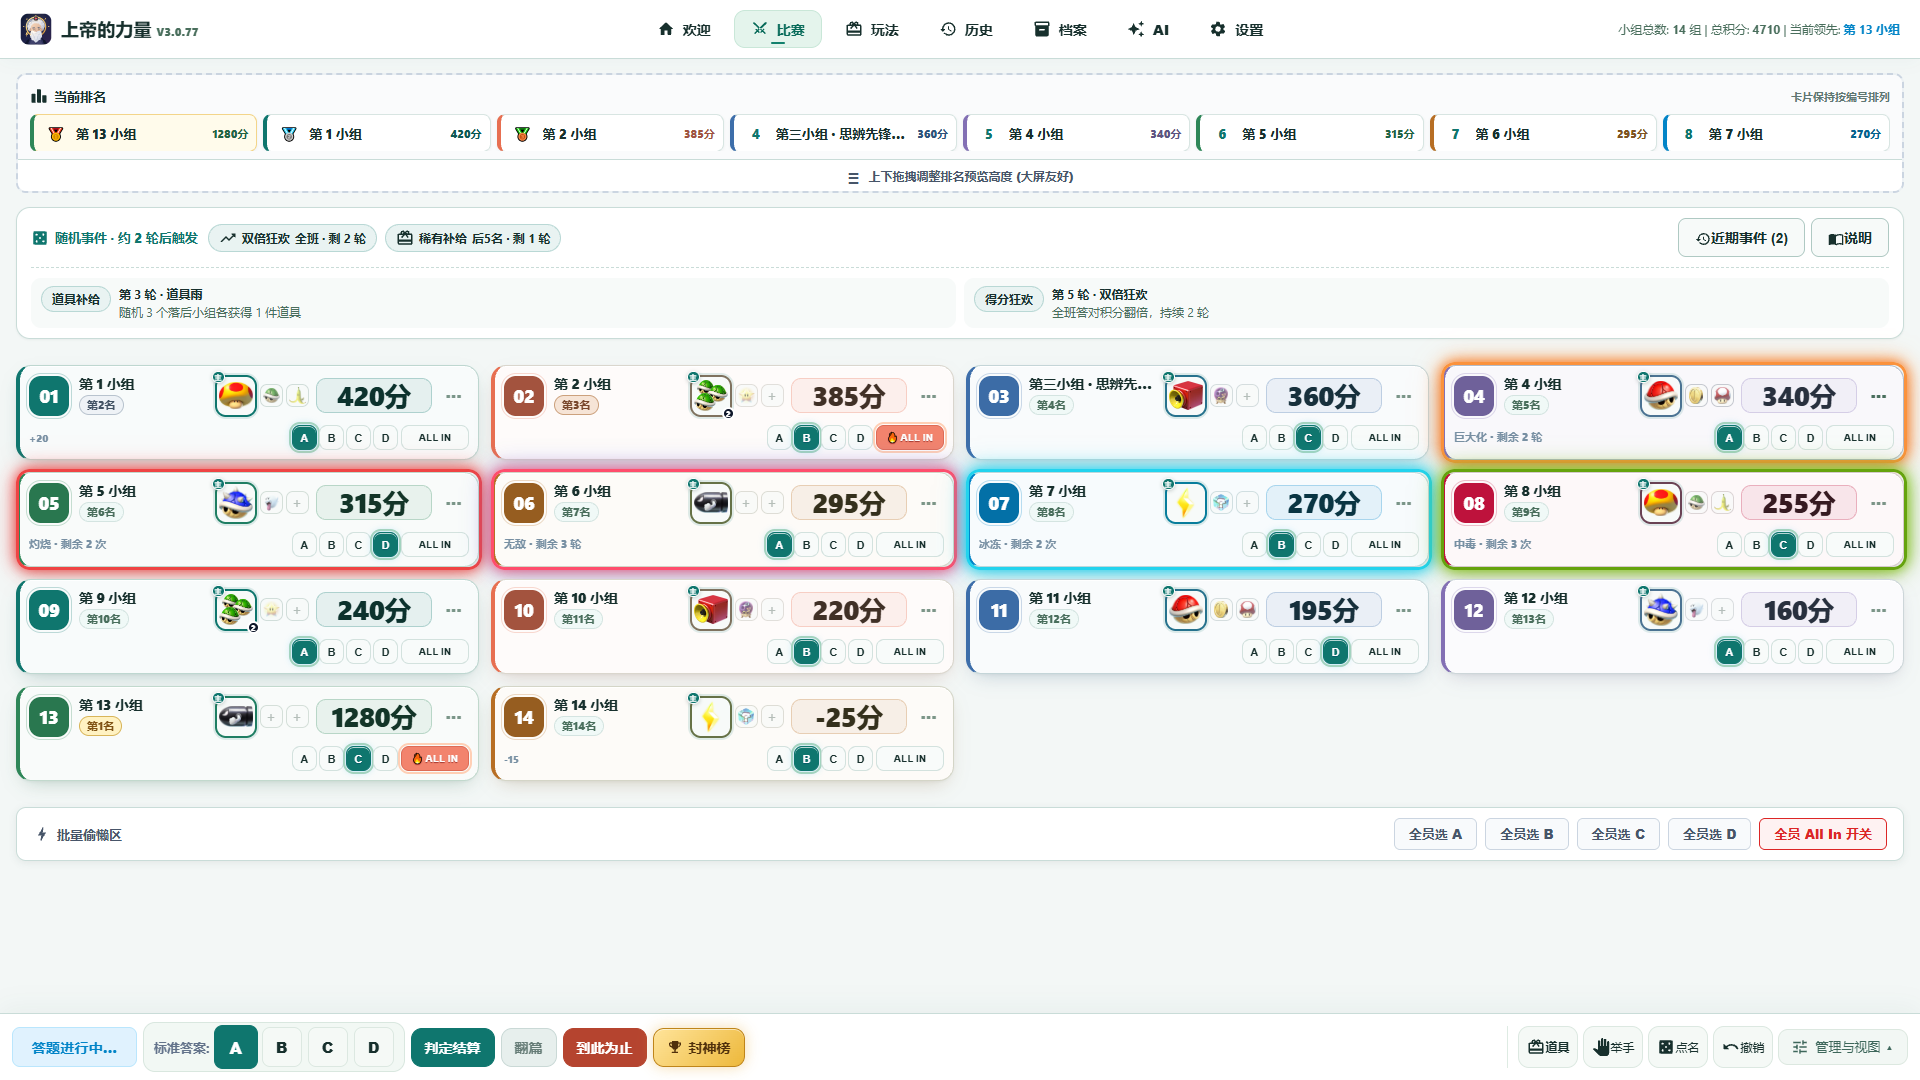 上帝的力量 V3.0.77
欢迎
比赛
玩法
历史
档案
AI
设置
小组总数: 14 组 | 总积分: 4710 | 当前领先: 第 13 小组
当前排名
卡片保持按编号排列
第 13 小组 1280分
第 1 小组 420分
第 2 小组 385分
4 第三小组 · 思辨先锋... 360分
5 第 4 小组 340分
6 第 5 小组 315分
7 第 6 小组 295分
8 第 7 小组 270分
上下拖拽调整排名预览高度 (大屏友好)
随机事件 · 约 2 轮后触发
双倍狂欢 全班 · 剩 2 轮
稀有补给 后5名 · 剩 1 轮
近期事件 (2)
说明
道具补给
第 3 轮 · 道具雨
随机 3 个落后小组各获得 1 件道具
得分狂欢
第 5 轮 · 双倍狂欢
全班答对积分翻倍，持续 2 轮
01 第 1 小组 第2名 主 420分
+20 A B C D ALL IN
02 第 2 小组 第3名 主 2 + 385分
A B C D ALL IN
03 第三小组 · 思辨先... 第4名 主 + 360分
A B C D ALL IN
04 第 4 小组 第5名 主 340分
巨大化 · 剩余 2 轮 A B C D ALL IN
05 第 5 小组 第6名 主 + 315分
灼烧 · 剩余 2 次 A B C D ALL IN
06 第 6 小组 第7名 主 + + 295分
无敌 · 剩余 3 轮 A B C D ALL IN
07 第 7 小组 第8名 主 + 270分
冰冻 · 剩余 2 次 A B C D ALL IN
08 第 8 小组 第9名 主 255分
中毒 · 剩余 3 次 A B C D ALL IN
09 第 9 小组 第10名 主 2 + 240分
A B C D ALL IN
10 第 10 小组 第11名 主 + 220分
A B C D ALL IN
11 第 11 小组 第12名 主 195分
A B C D ALL IN
12 第 12 小组 第13名 主 + 160分
A B C D ALL IN
13 第 13 小组 第1名 主 + + 1280分
A B C D ALL IN
14 第 14 小组 第14名 主 + -25分
-15 A B C D ALL IN
批量偷懒区
全员选 A
全员选 B
全员选 C
全员选 D
全员 All In 开关
答题进行中...
标准答案: A B C D
判定结算
翻篇
到此为止
封神榜
道具
举手
点名
撤销
管理与视图